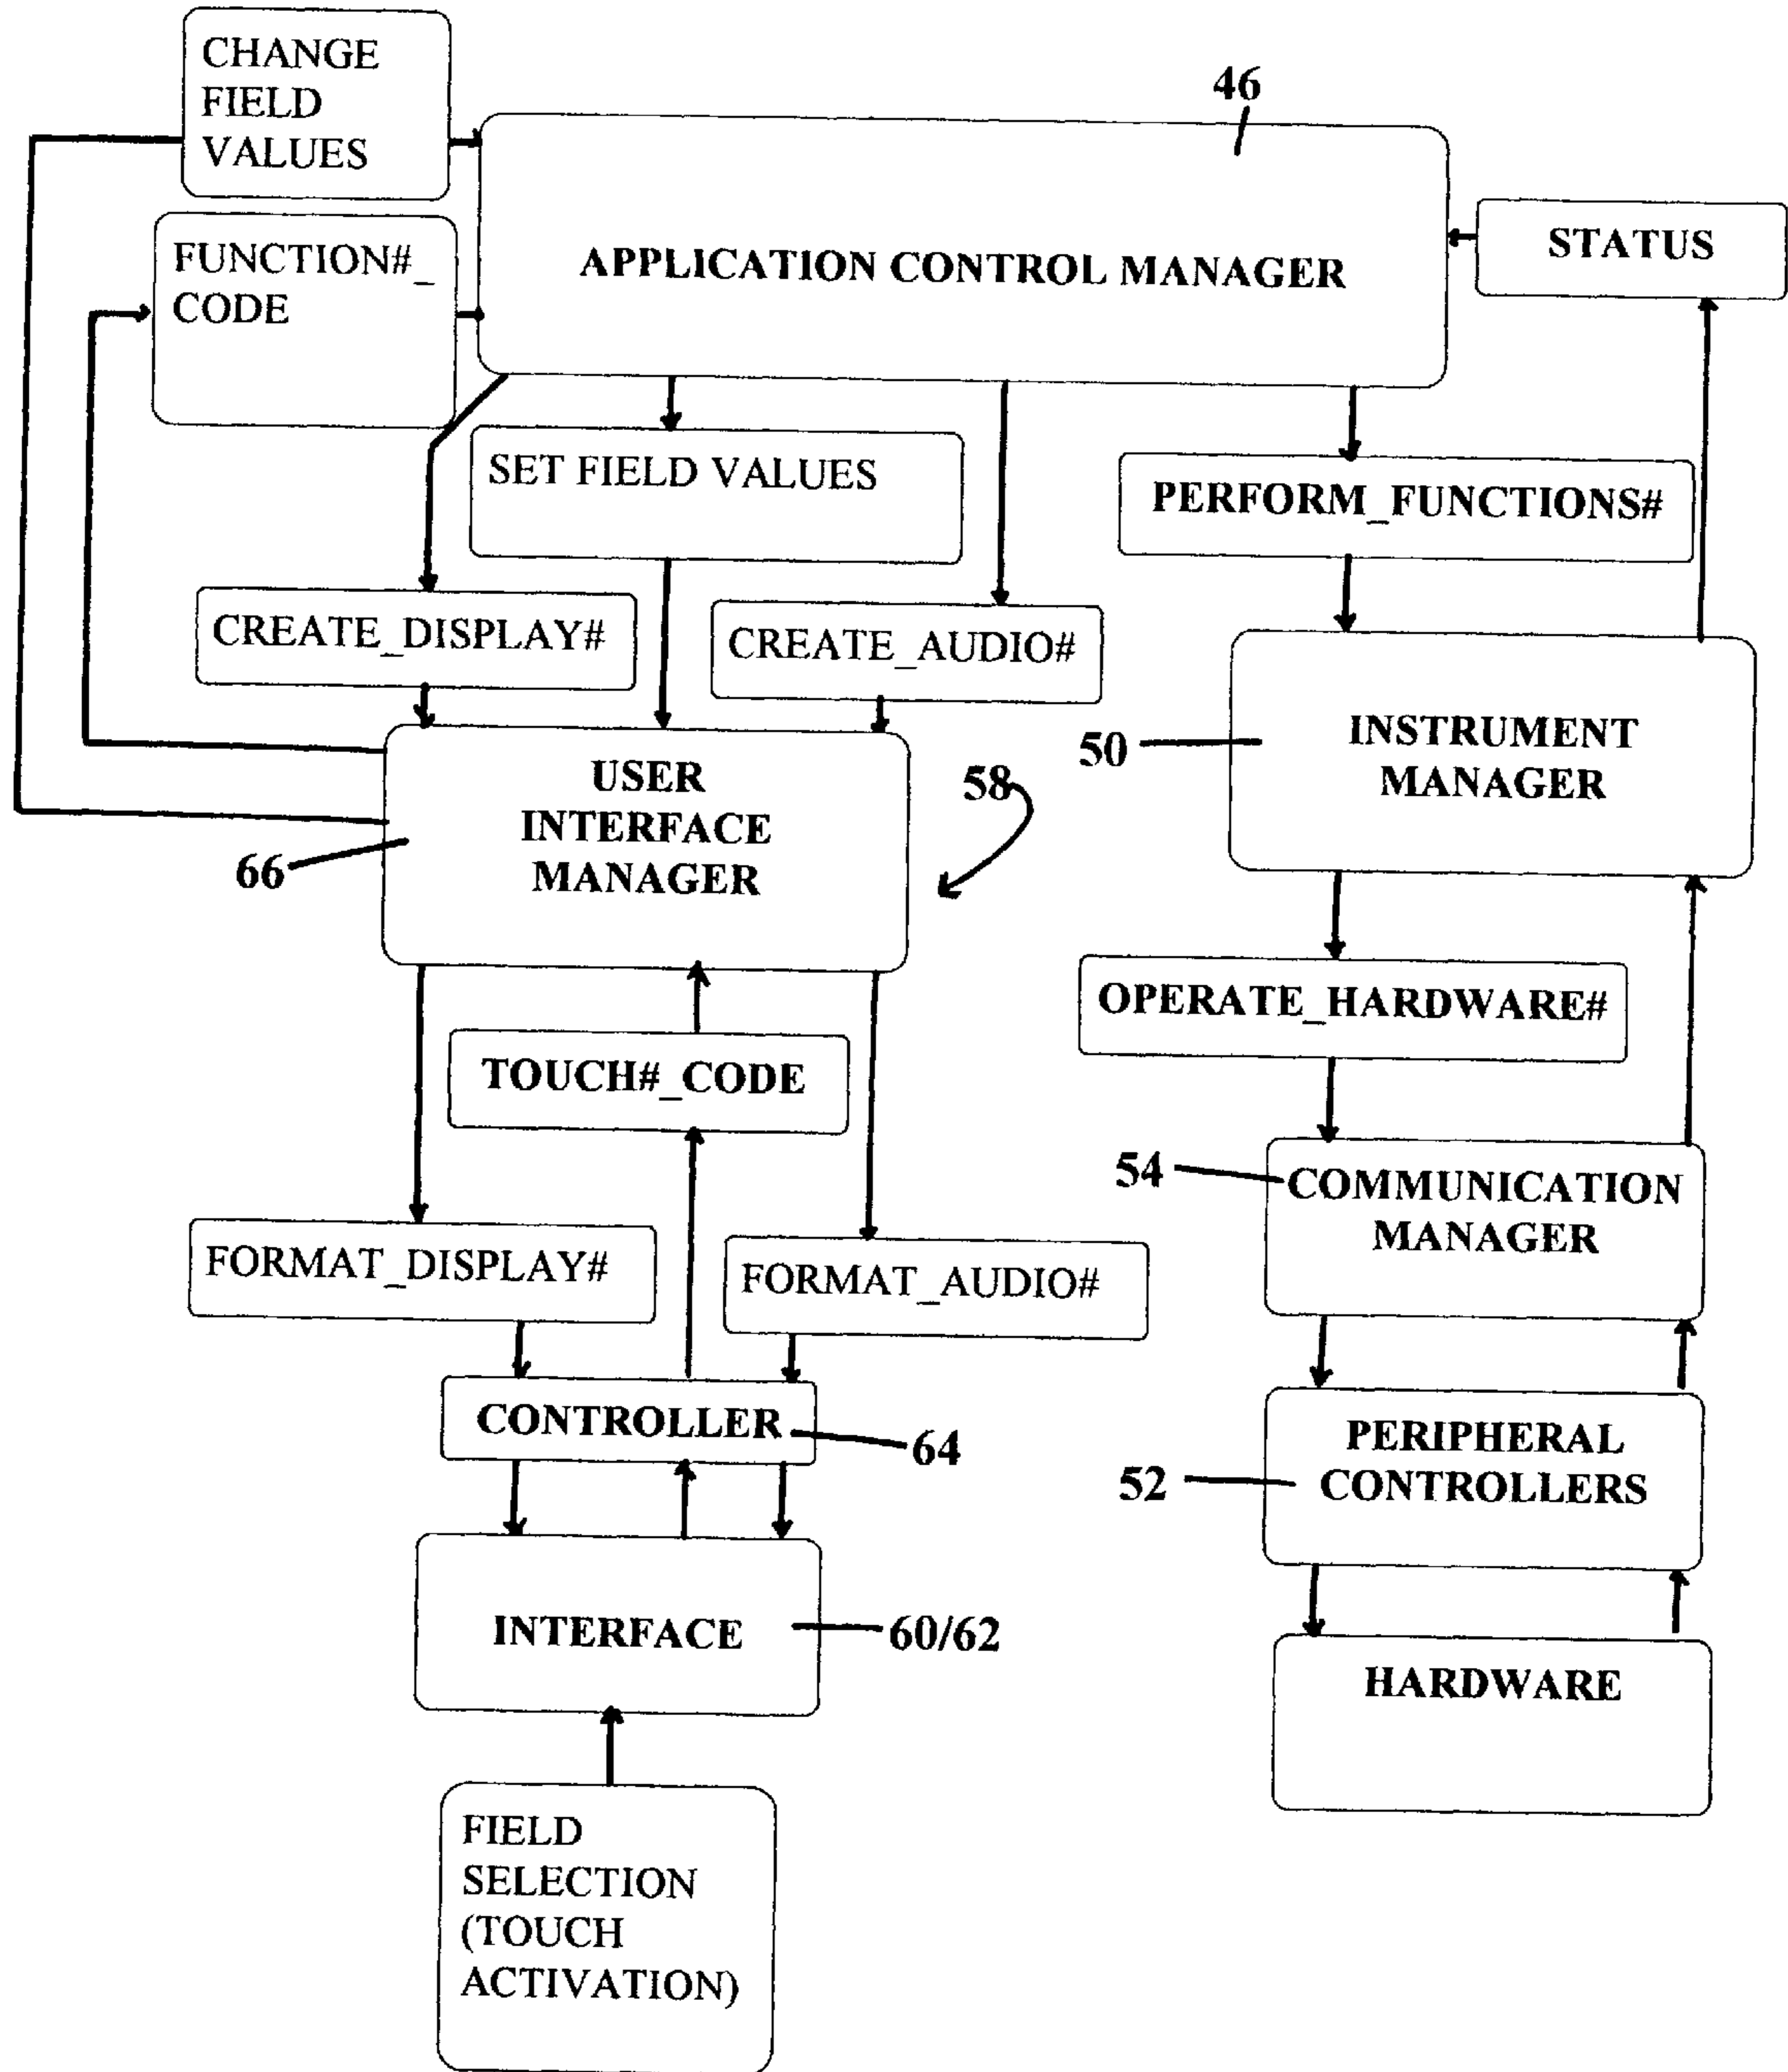 CHANGE
FIELD
VALUES
46
FUNCTION#_
CODE
APPLICATION CONTROL MANAGER
STATUS
SET FIELD VALUES
PERFORM_FUNCTIONS#
CREATE_DISPLAY#
CREATE_AUDIO#
USER
INTERFACE
MANAGER
66
58
50
INSTRUMENT
MANAGER
OPERATE_HARDWARE#
TOUCH#_CODE
54
COMMUNICATION
MANAGER
FORMAT_DISPLAY#
FORMAT_AUDIO#
CONTROLLER
64
PERIPHERAL
CONTROLLERS
52
INTERFACE
60/62
HARDWARE
FIELD
SELECTION
(TOUCH
ACTIVATION)